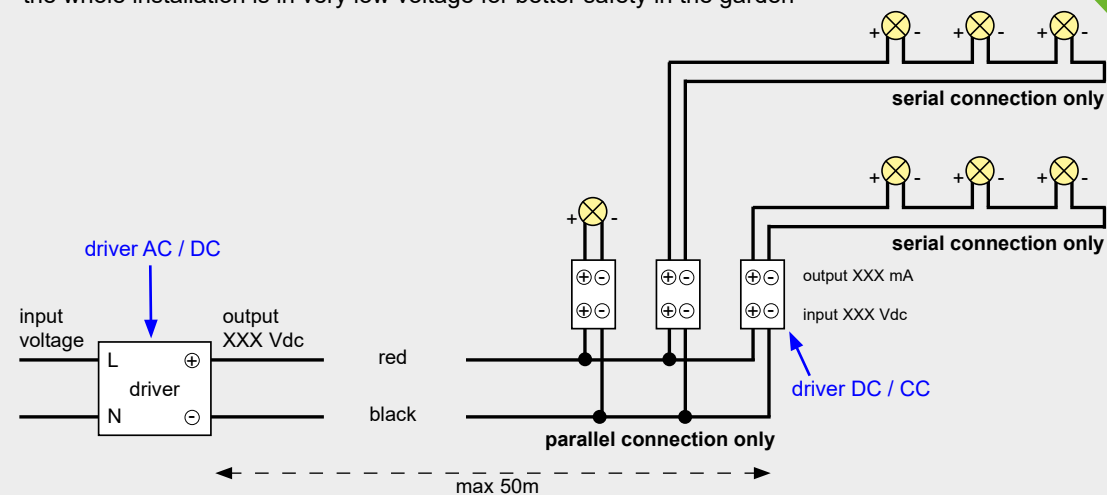 the whole installation is in very low voltage for better safety in the garden
+ - + - + -
serial connection only
+ - + - + -
+ -
serial connection only
driver AC / DC
+ - + - + -
output XXX mA
+ - + - + -
input XXX Vdc
input
voltage
output
XXX Vdc
L +
driver
N -
red
black
driver DC / CC
parallel connection only
max 50m